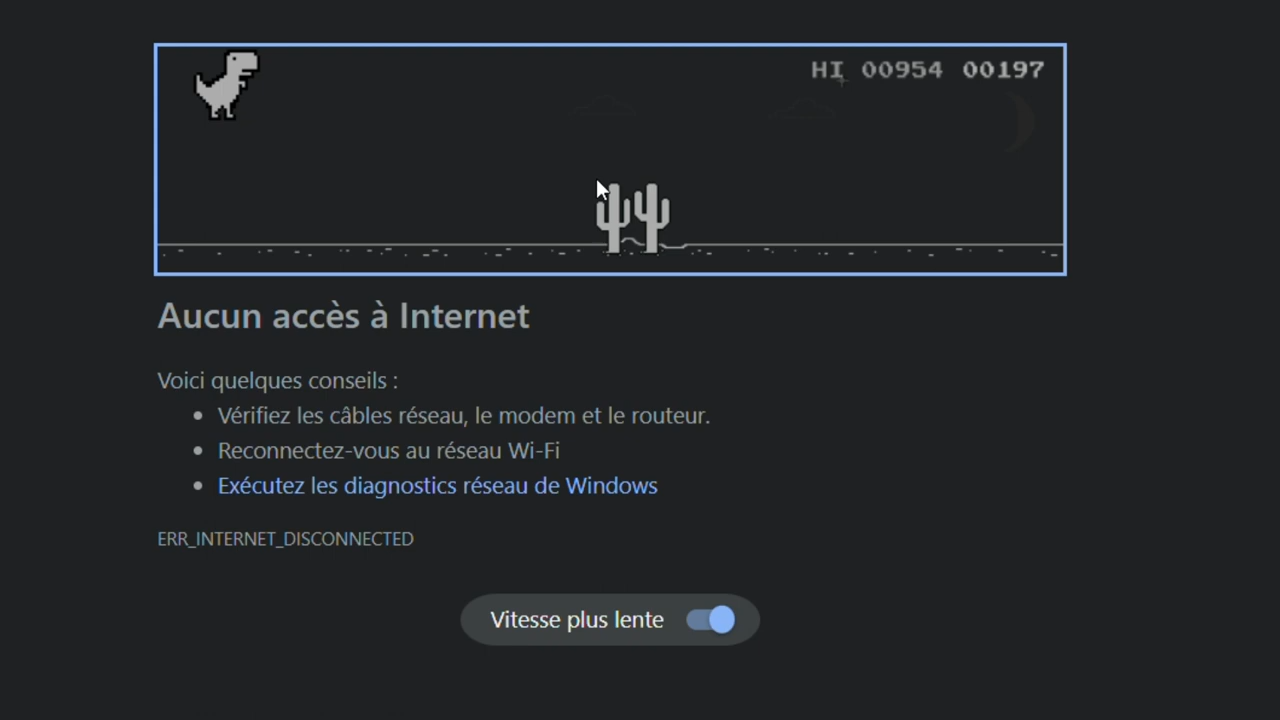 HI 00954 00197
Aucun accès à Internet
Voici quelques conseils :
Vérifiez les câbles réseau, le modem et le routeur.
Reconnectez-vous au réseau Wi-Fi
Exécutez les diagnostics réseau de Windows
ERR_INTERNET_DISCONNECTED
Vitesse plus lente